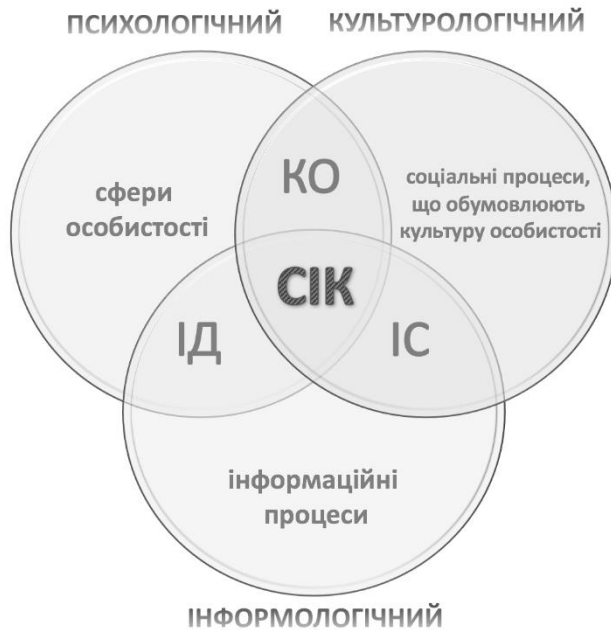 ПСИХОЛОГІЧНИЙ КУЛЬТУРОЛОГІЧНИЙ
КО
сфери
особистості
соціальні процеси,
що обумовлюють
культуру особистості
СІК
ІД
ІС
інформаційні
процеси
ІНФОРМОЛОГІЧНИЙ